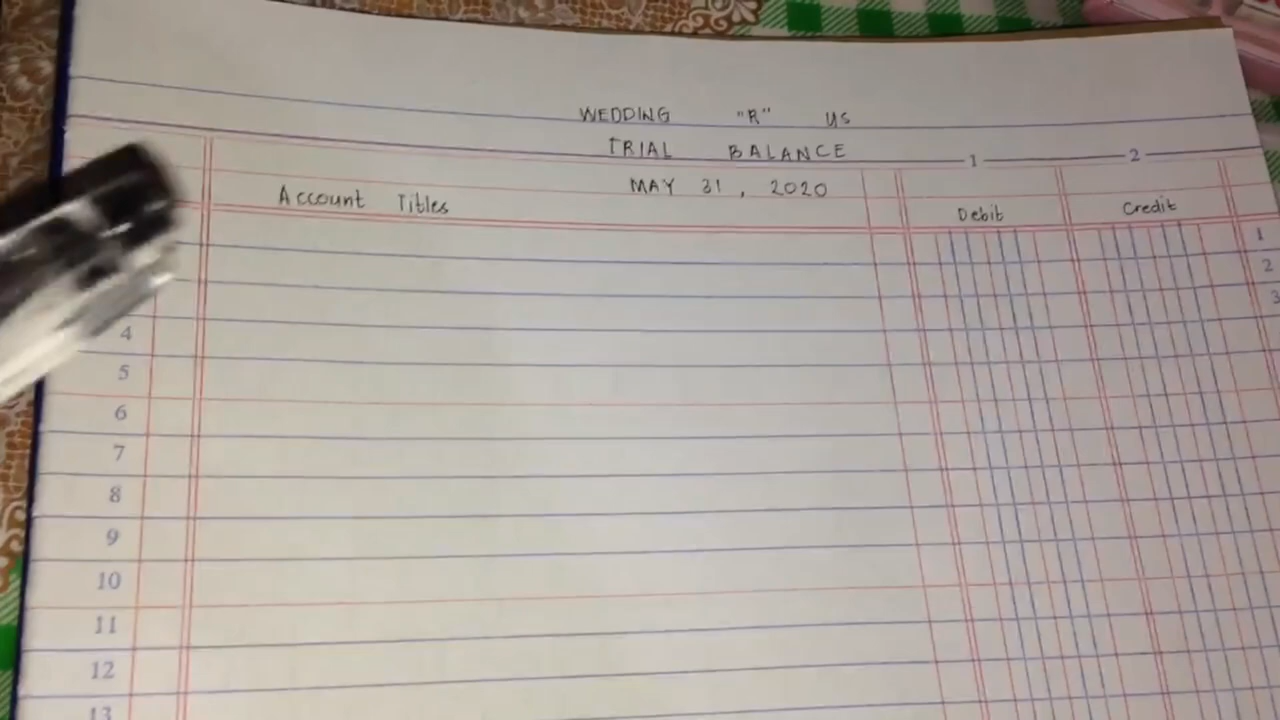 WEDDING "R" US
TRIAL BALANCE
1 2
MAY 31, 2020
Account Titles
Debit Credit
1
2
3
4
5
6
7
8
9
10
11
12
13